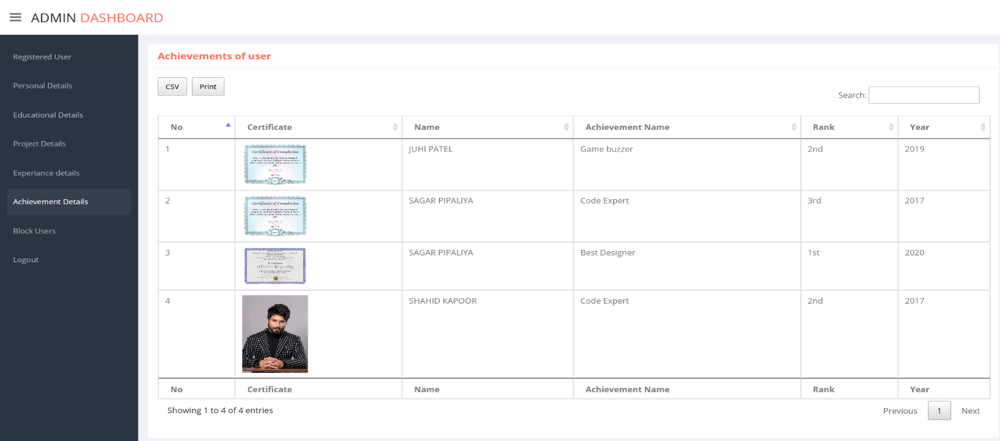 ADMIN DASHBOARD
Registered User
Personal Details
Educational Details
Project Details
Experiance details
Achievement Details
Block Users
Logout
Achievements of user
CSV Print
Search:
No Certificate Name Achievement Name Rank Year
1 JUHI PATEL Game buzzer 2nd 2019
Certificate of Completion
2 SAGAR PIPALIYA Code Expert 3rd 2017
Certificate of Completion
3 SAGAR PIPALIYA Best Designer 1st 2020
4 SHAHID KAPOOR Code Expert 2nd 2017
No Certificate Name Achievement Name Rank Year
Showing 1 to 4 of 4 entries
Previous 1 Next